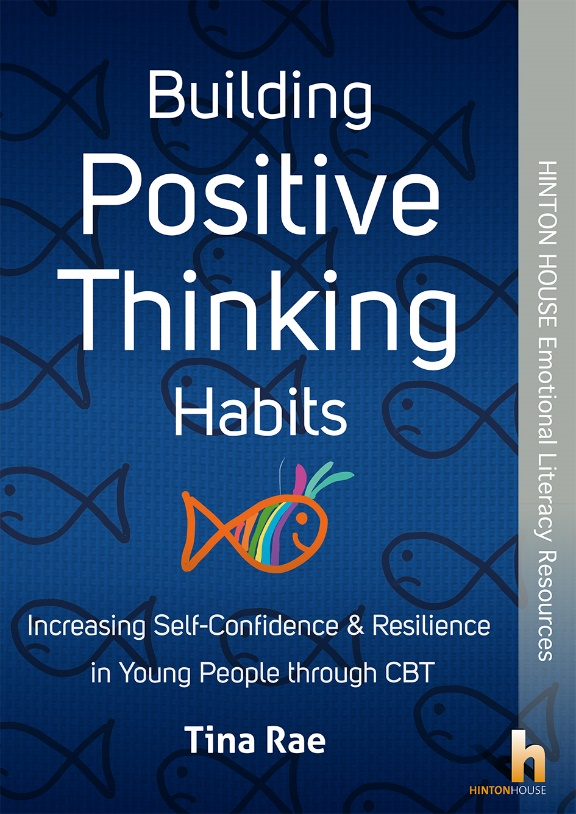 Building
Positive
Thinking
Habits
Increasing Self-Confidence & Resilience
in Young People through CBT
Tina Rae
HINTON HOUSE Emotional Literacy Resources
h
HINTONHOUSE